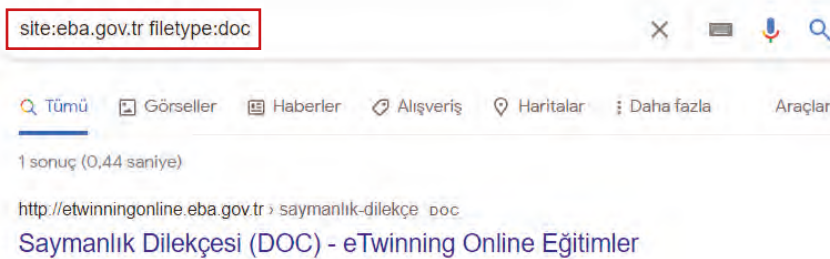 site:eba.gov.tr filetype:doc
Tümü Görseller Haberler Alışveriş Haritalar Daha fazla Araçlar
1 sonuç (0,44 saniye)
http://etwinningonline.eba.gov.tr › saymanlık-dilekçe DOC
Saymanlık Dilekçesi (DOC) - eTwinning Online Eğitimler